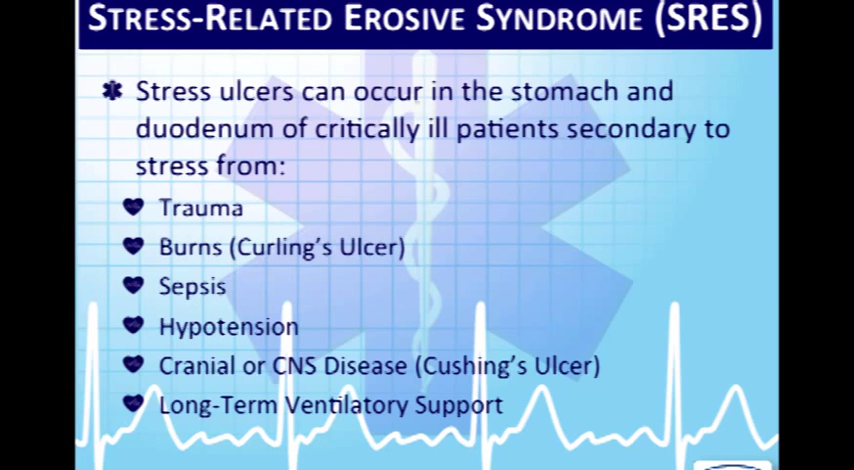 STRESS-RELATED EROSIVE SYNDROME (SRES)
Stress ulcers can occur in the stomach and
duodenum of critically ill patients secondary to
stress from:
Trauma
Burns (Curling's Ulcer)
Sepsis
Hypotension
Cranial or CNS Disease (Cushing's Ulcer)
Long-Term Ventilatory Support